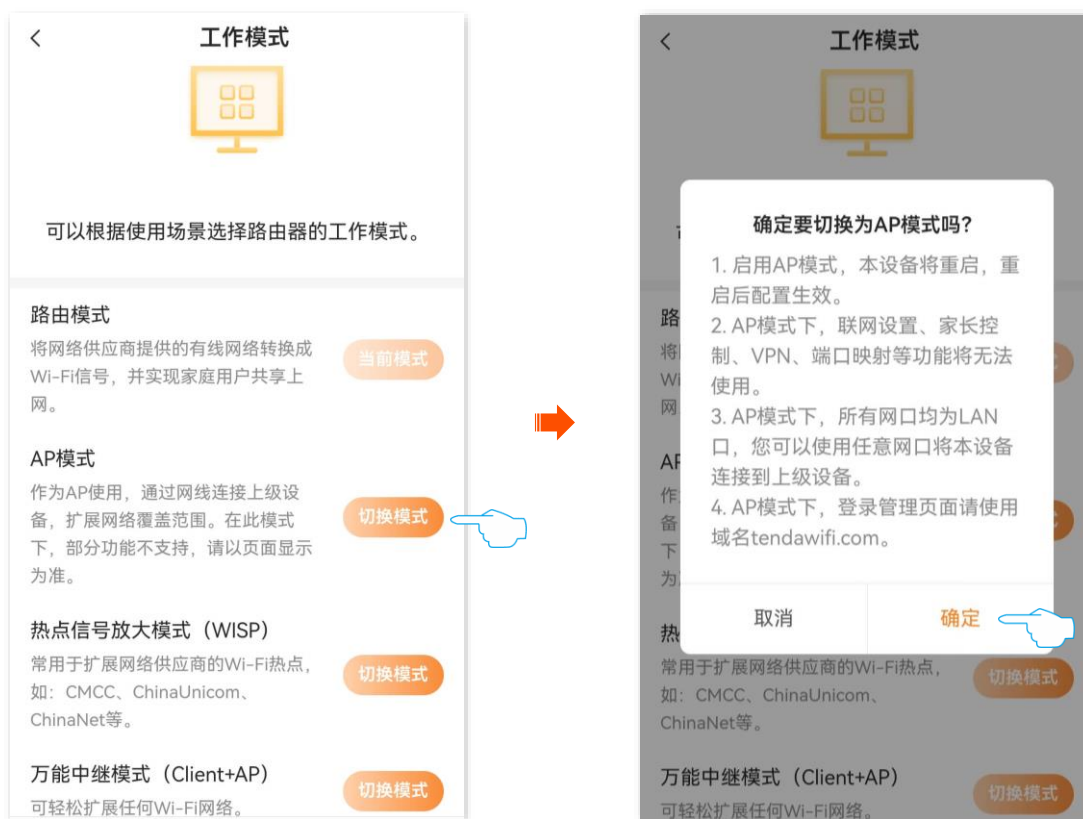 工作模式
可以根据使用场景选择路由器的工作模式。
路由模式
将网络供应商提供的有线网络转换成
Wi-Fi信号，并实现家庭用户共享上
网。
当前模式
AP模式
作为AP使用，通过网线连接上级设
备，扩展网络覆盖范围。在此模式
下，部分功能不支持，请以页面显示
为准。
切换模式
热点信号放大模式（WISP）
常用于扩展网络供应商的Wi-Fi热点，
如：CMCC、ChinaUnicom、
ChinaNet等。
切换模式
万能中继模式（Client+AP）
可轻松扩展任何Wi-Fi网络。
切换模式
工作模式
确定要切换为AP模式吗？
1. 启用AP模式，本设备将重启，重
启后配置生效。
2. AP模式下，联网设置、家长控
制、VPN、端口映射等功能将无法
使用。
3. AP模式下，所有网口均为LAN
口，您可以使用任意网口将本设备
连接到上级设备。
4. AP模式下，登录管理页面请使用
域名tendawifi.com。
取消
确定
路
将
Wi
网
AP
作
备
下
为
热
常用于扩展网络供应商的Wi-Fi热点，
如：CMCC、ChinaUnicom、
ChinaNet等。
切换模式
万能中继模式（Client+AP）
可轻松扩展任何Wi-Fi网络。
切换模式